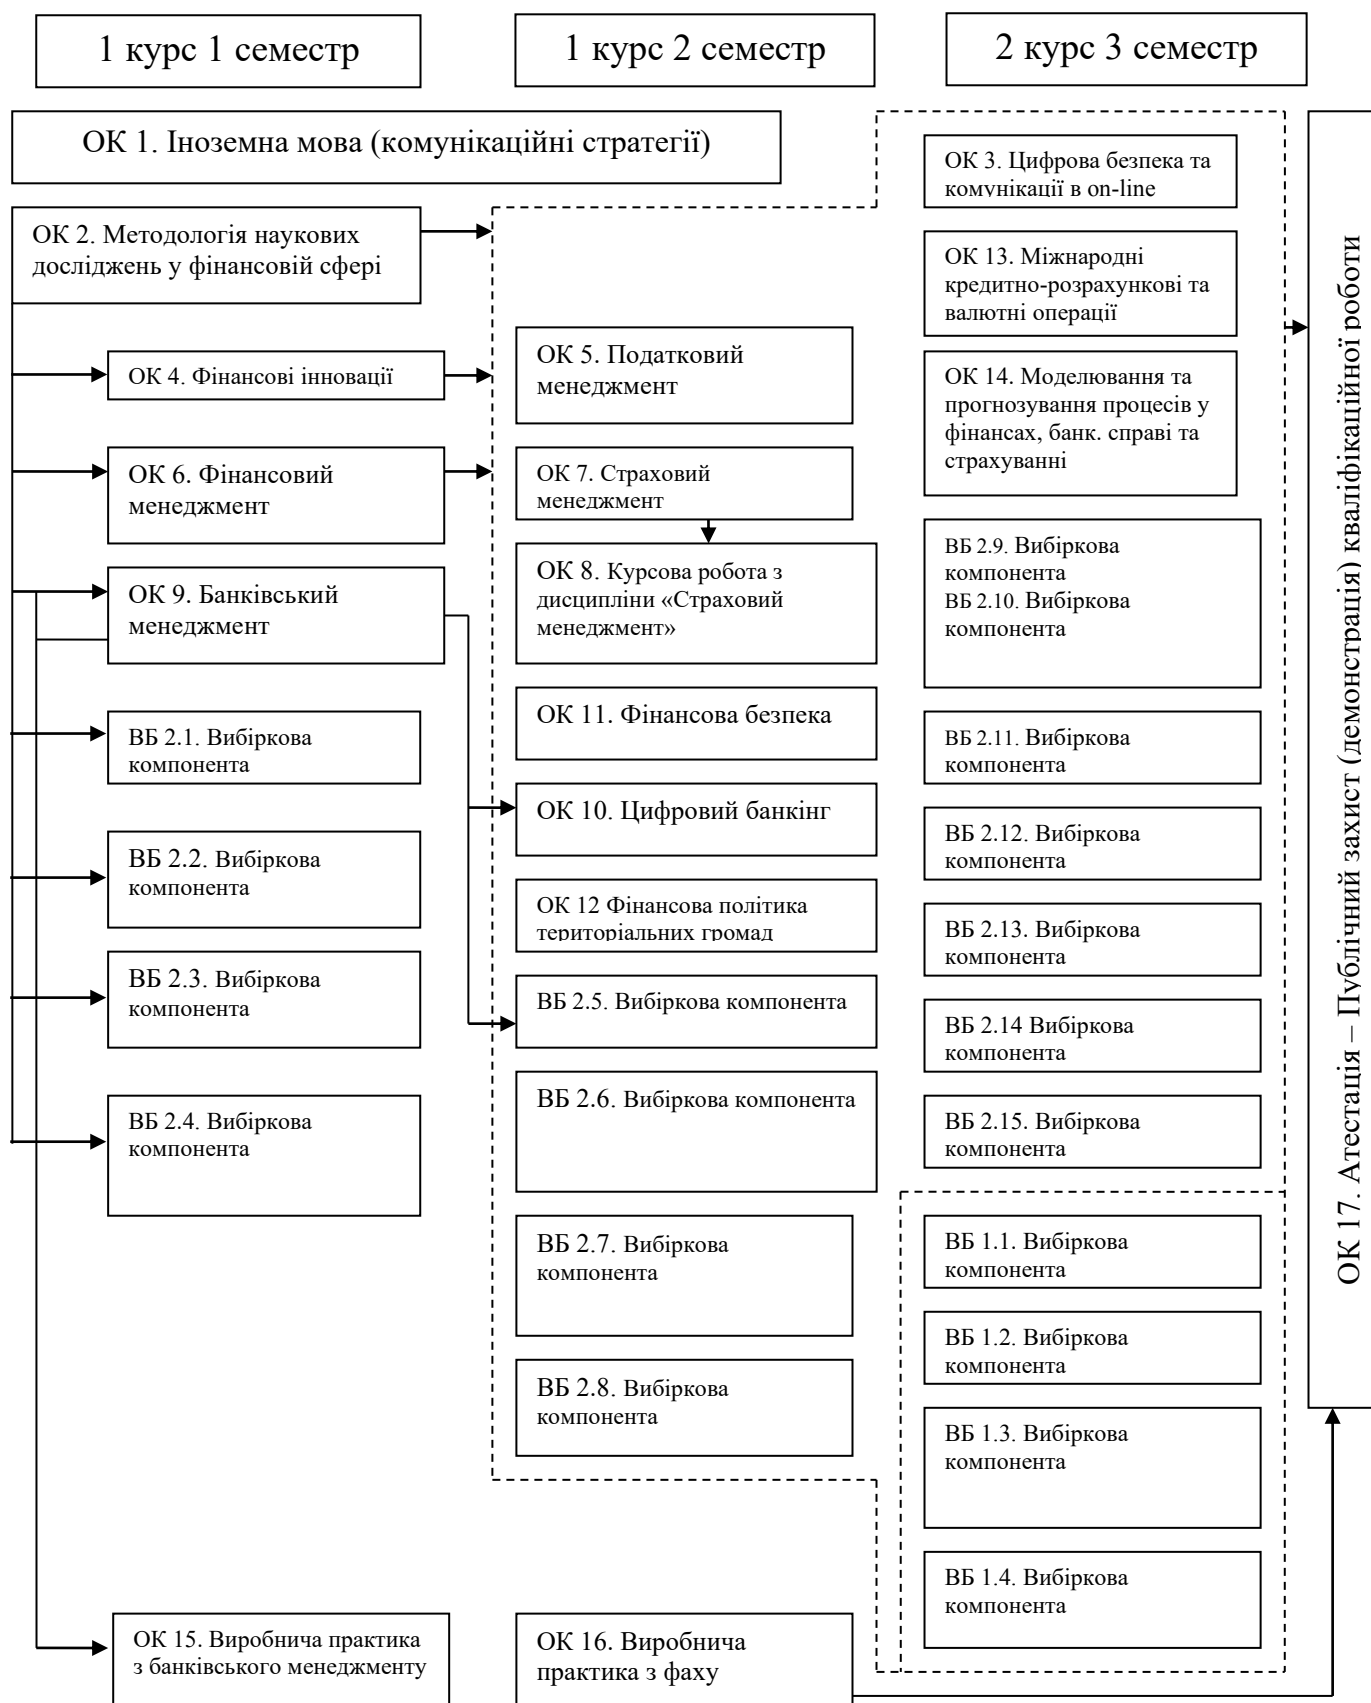 1 курс 1 семестр
1 курс 2 семестр
2 курс 3 семестр
ОК 1. Іноземна мова (комунікаційні стратегії)
ОК 2. Методологія наукових
досліджень у фінансовій сфері
ОК 4. Фінансові інновації
ОК 6. Фінансовий
менеджмент
ОК 9. Банківський
менеджмент
ВБ 2.1. Вибіркова
компонента
ВБ 2.2. Вибіркова
компонента
ВБ 2.3. Вибіркова
компонента
ВБ 2.4. Вибіркова
компонента
ОК 15. Виробнича практика
з банківського менеджменту
ОК 5. Податковий
менеджмент
ОК 7. Страховий
менеджмент
ОК 8. Курсова робота з
дисципліни «Страховий
менеджмент»
ОК 11. Фінансова безпека
ОК 10. Цифровий банкінг
ОК 12 Фінансова політика
територіальних громад
ВБ 2.5. Вибіркова компонента
ВБ 2.6. Вибіркова компонента
ВБ 2.7. Вибіркова
компонента
ВБ 2.8. Вибіркова
компонента
ОК 16. Виробнича
практика з фаху
ОК 3. Цифрова безпека та
комунікації в on-line
ОК 13. Міжнародні
кредитно-розрахункові та
валютні операції
ОК 14. Моделювання та
прогнозування процесів у
фінансах, банк. справі та
страхуванні
ВБ 2.9. Вибіркова
компонента
ВБ 2.10. Вибіркова
компонента
ВБ 2.11. Вибіркова
компонента
ВБ 2.12. Вибіркова
компонента
ВБ 2.13. Вибіркова
компонента
ВБ 2.14 Вибіркова
компонента
ВБ 2.15. Вибіркова
компонента
ВБ 1.1. Вибіркова
компонента
ВБ 1.2. Вибіркова
компонента
ВБ 1.3. Вибіркова
компонента
ВБ 1.4. Вибіркова
компонента
ОК 17. Атестація – Публічний захист (демонстрація) кваліфікаційної роботи